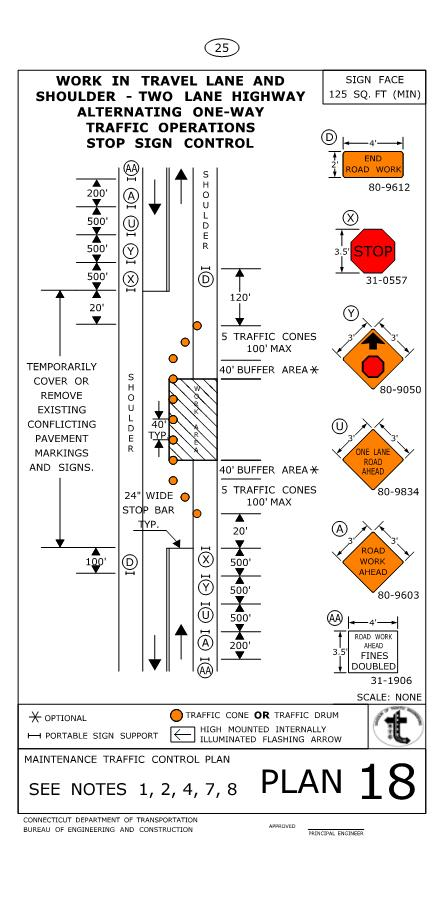 25
WORK IN TRAVEL LANE AND
SHOULDER - TWO LANE HIGHWAY
ALTERNATING ONE-WAY
TRAFFIC OPERATIONS
STOP SIGN CONTROL
SIGN FACE
125 SQ. FT (MIN)
AA
200'
A
500'
U
500'
Y
500'
X
20'
SHOULDER
D
120'
5 TRAFFIC CONES
100' MAX
40' BUFFER AREA *
TEMPORARILY
COVER OR
REMOVE
EXISTING
CONFLICTING
PAVEMENT
MARKINGS
AND SIGNS.
SHOULDER
WORK AREA
40'
TYP.
40' BUFFER AREA *
5 TRAFFIC CONES
100' MAX
24" WIDE
STOP BAR
TYP.
20'
100'
D
X
500'
Y
500'
U
500'
A
200'
AA
D
4'
2'
END
ROAD WORK
80-9612
X
3.5'
STOP
31-0557
Y
3'
3'
80-9050
U
3'
3'
ONE LANE
ROAD
AHEAD
80-9834
A
3'
3'
ROAD
WORK
AHEAD
80-9603
AA
4'
3.5'
ROAD WORK
AHEAD
FINES
DOUBLED
31-1906
SCALE: NONE
* OPTIONAL
PORTABLE SIGN SUPPORT
TRAFFIC CONE OR TRAFFIC DRUM
HIGH MOUNTED INTERNALLY
ILLUMINATED FLASHING ARROW
MAINTENANCE TRAFFIC CONTROL PLAN
SEE NOTES 1, 2, 4, 7, 8
PLAN 18
CONNECTICUT DEPARTMENT OF TRANSPORTATION
BUREAU OF ENGINEERING AND CONSTRUCTION
APPROVED
PRINCIPAL ENGINEER